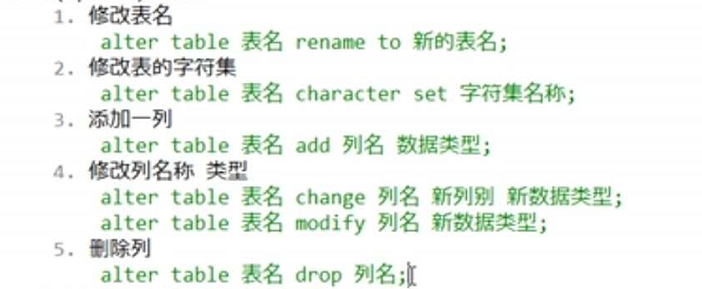 1. 修改表名
alter table 表名 rename to 新的表名;
2. 修改表的字符集
alter table 表名 character set 字符集名称;
3. 添加一列
alter table 表名 add 列名 数据类型;
4. 修改列名称 类型
alter table 表名 change 列名 新列别 新数据类型;
alter table 表名 modify 列名 新数据类型;
5. 删除列
alter table 表名 drop 列名;